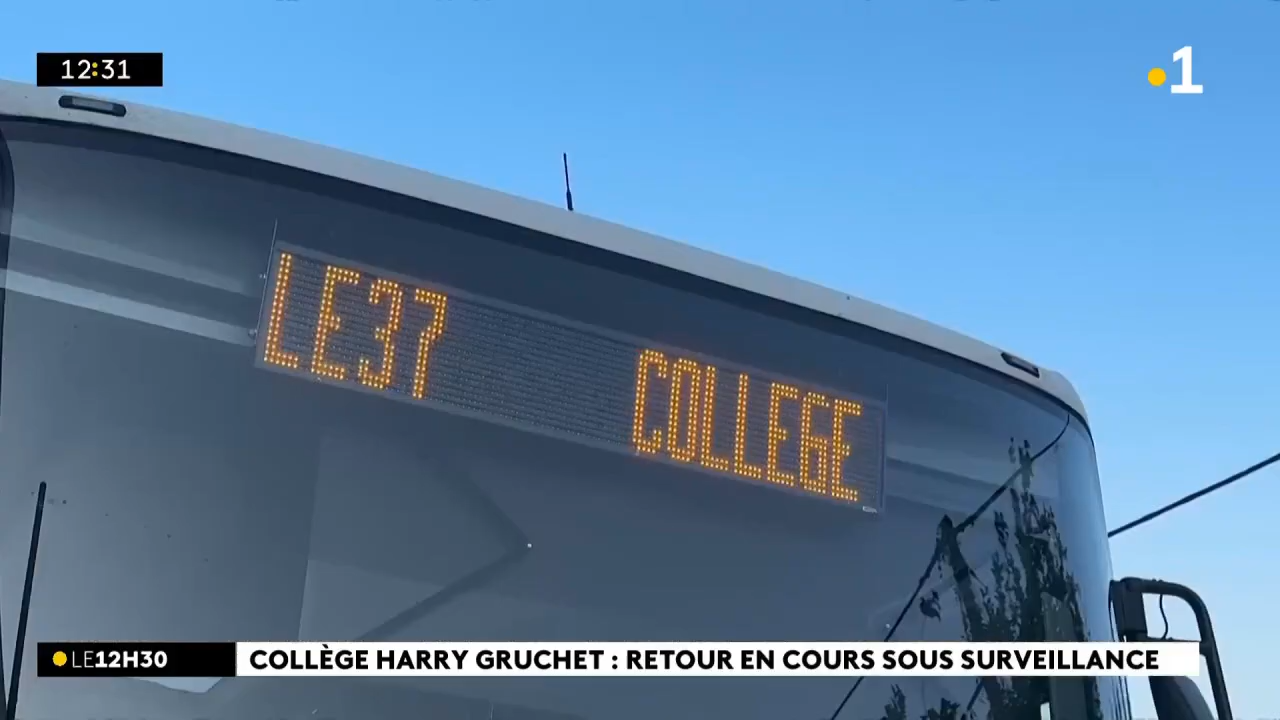 12:31
1
LE37 COLLEGE
LE12H30
COLLÈGE HARRY GRUCHET : RETOUR EN COURS SOUS SURVEILLANCE